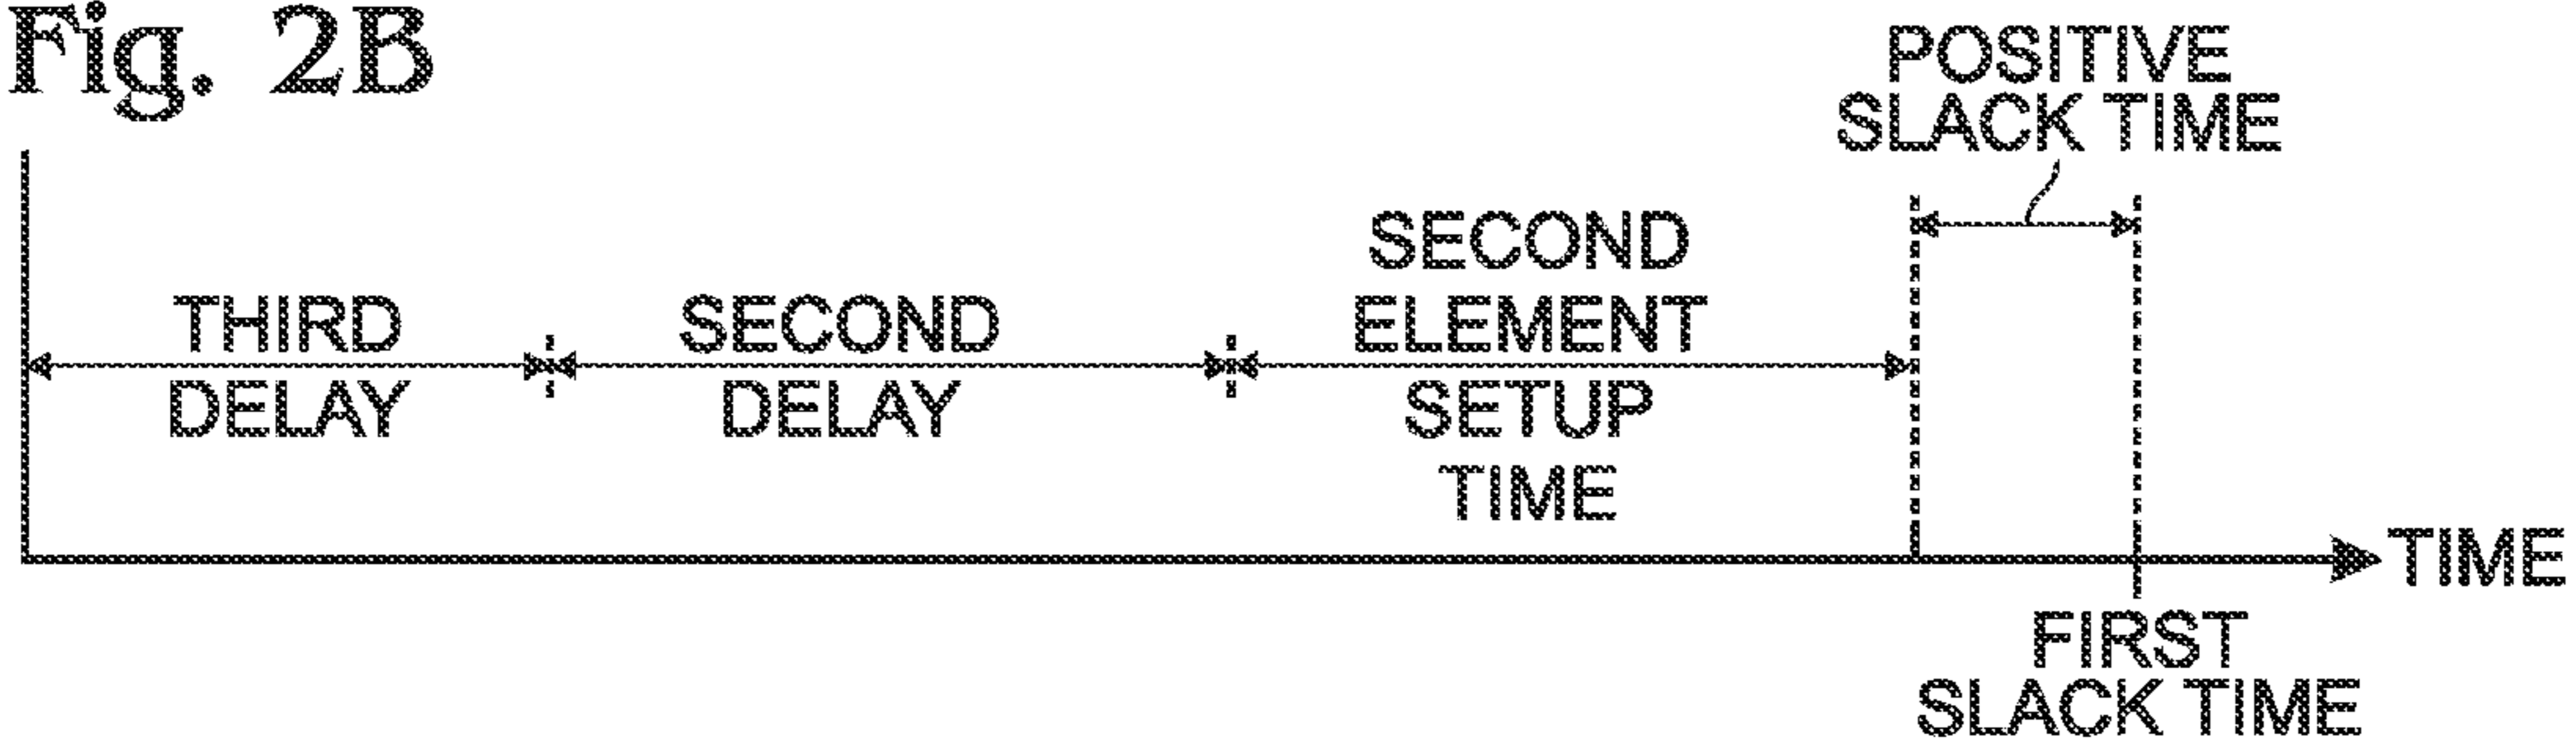 Fig. 2B
POSITIVE
SLACK TIME
THIRD
DELAY
SECOND
DELAY
SECOND
ELEMENT
SETUP
TIME
TIME
FIRST
SLACK TIME